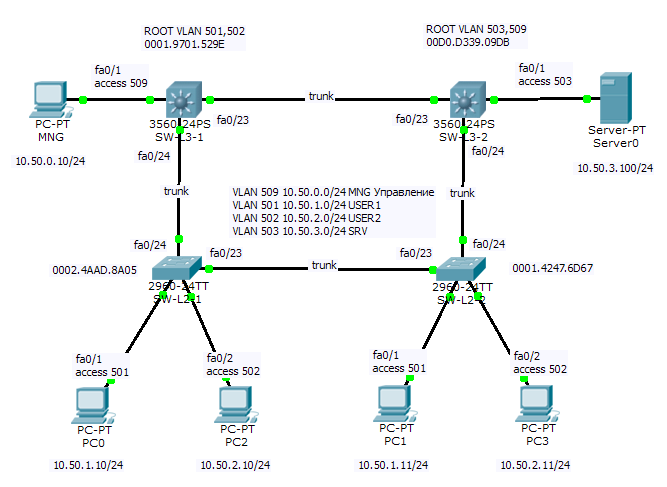 ROOT VLAN 501,502
0001.9701.529E
ROOT VLAN 503,509
00D0.D339.09DB
fa0/1
access 509
fa0/1
access 503
trunk
fa0/23
fa0/23
PC-PT
MNG
3560-24PS
SW-L3-1
3560-24PS
SW-L3-2
Server-PT
Server0
10.50.0.10/24
fa0/24
fa0/24
10.50.3.100/24
trunk
trunk
VLAN 509 10.50.0.0/24 MNG Управление
VLAN 501 10.50.1.0/24 USER1
VLAN 502 10.50.2.0/24 USER2
VLAN 503 10.50.3.0/24 SRV
fa0/24
fa0/23
fa0/23
fa0/24
0002.4AAD.8A05
trunk
0001.4247.6D67
2960-24TT
SW-L2-1
2960-24TT
SW-L2-2
fa0/1
access 501
fa0/2
access 502
fa0/1
access 501
fa0/2
access 502
PC-PT
PC0
PC-PT
PC2
PC-PT
PC1
PC-PT
PC3
10.50.1.10/24
10.50.2.10/24
10.50.1.11/24
10.50.2.11/24